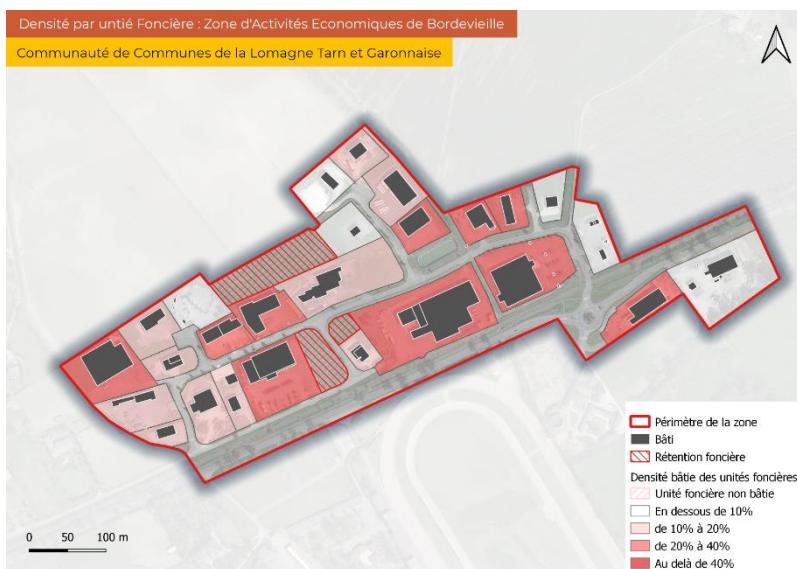 Densité par untié Foncière : Zone d'Activités Economiques de Bordevieille
Communauté de Communes de la Lomagne Tarn et Garonnaise
Périmètre de la zone
Bâti
Rétention foncière
Densité bâtie des unités foncières
Unité foncière non bâtie
En dessous de 10%
de 10% à 20%
de 20% à 40%
Au delà de 40%
0 50 100 m